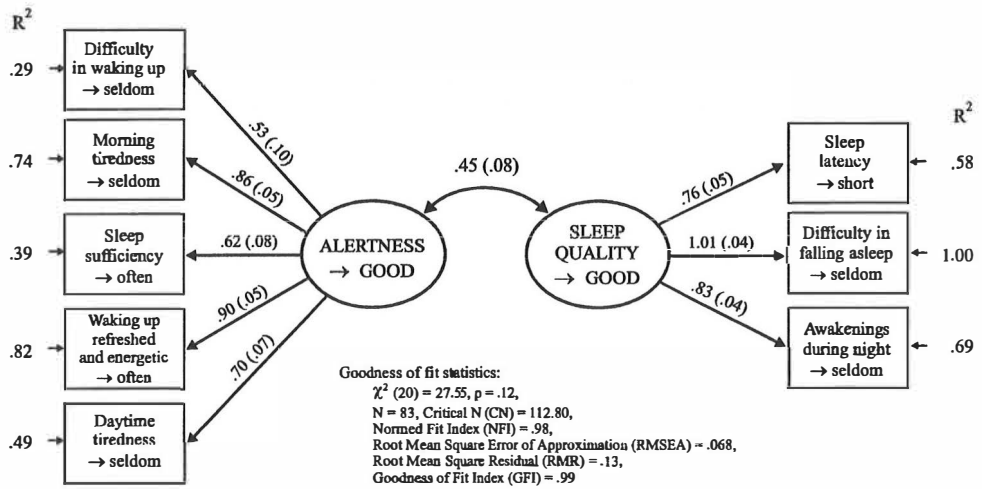 R²
Difficulty
in waking up
→ seldom
.29
.53 (.10)
Morning
tiredness
→ seldom
.74
.86 (.05)
Sleep
sufficiency
→ often
.39
.62 (.08)
Waking up
refreshed
and energetic
→ often
.82
.90 (.05)
Daytime
tiredness
→ seldom
.49
.70 (.07)
ALERTNESS
→ GOOD
.45 (.08)
SLEEP
QUALITY
→ GOOD
R²
.76 (.05)
Sleep
latency
→ short
.58
1.01 (.04)
Difficulty in
falling asleep
→ seldom
1.00
.83 (.04)
Awakenings
during night
→ seldom
.69
Goodness of fit statistics:
χ² (20) = 27.55, p = .12,
N = 83, Critical N (CN) = 112.80,
Normed Fit Index (NFI) = .98,
Root Mean Square Error of Approximation (RMSEA) = .068,
Root Mean Square Residual (RMR) = .13,
Goodness of Fit Index (GFI) = .99